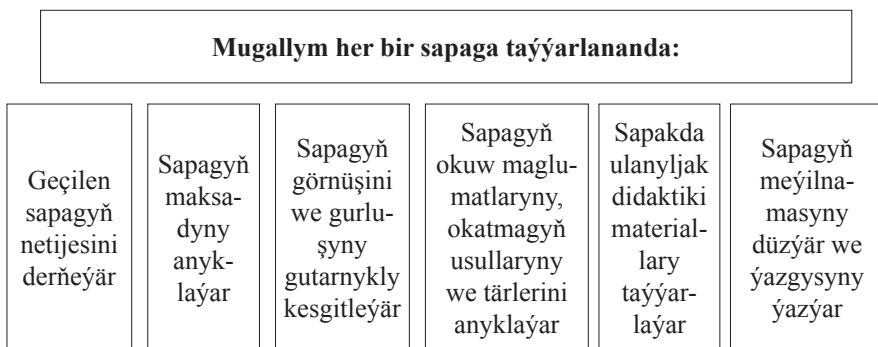 Mugallym her bir sapaga taýýarlananda:
Geçilen
sapagyň
netijesini
derňeýär
Sapagyň
maksa-
dyny
anyk-
laýar
Sapagyň
görnüşini
we gurlu-
şyny
gutarnykly
kesgitleýär
Sapagyň
okuw maglu-
matlaryny,
okatmagyň
usullaryny
we tärlerini
anyklaýar
Sapakda
ulanyljak
didaktiki
material-
lary
taýýar-
laýar
Sapagyň
meýilna-
masyny
düzýär we
ýazgysyny
ýazýar